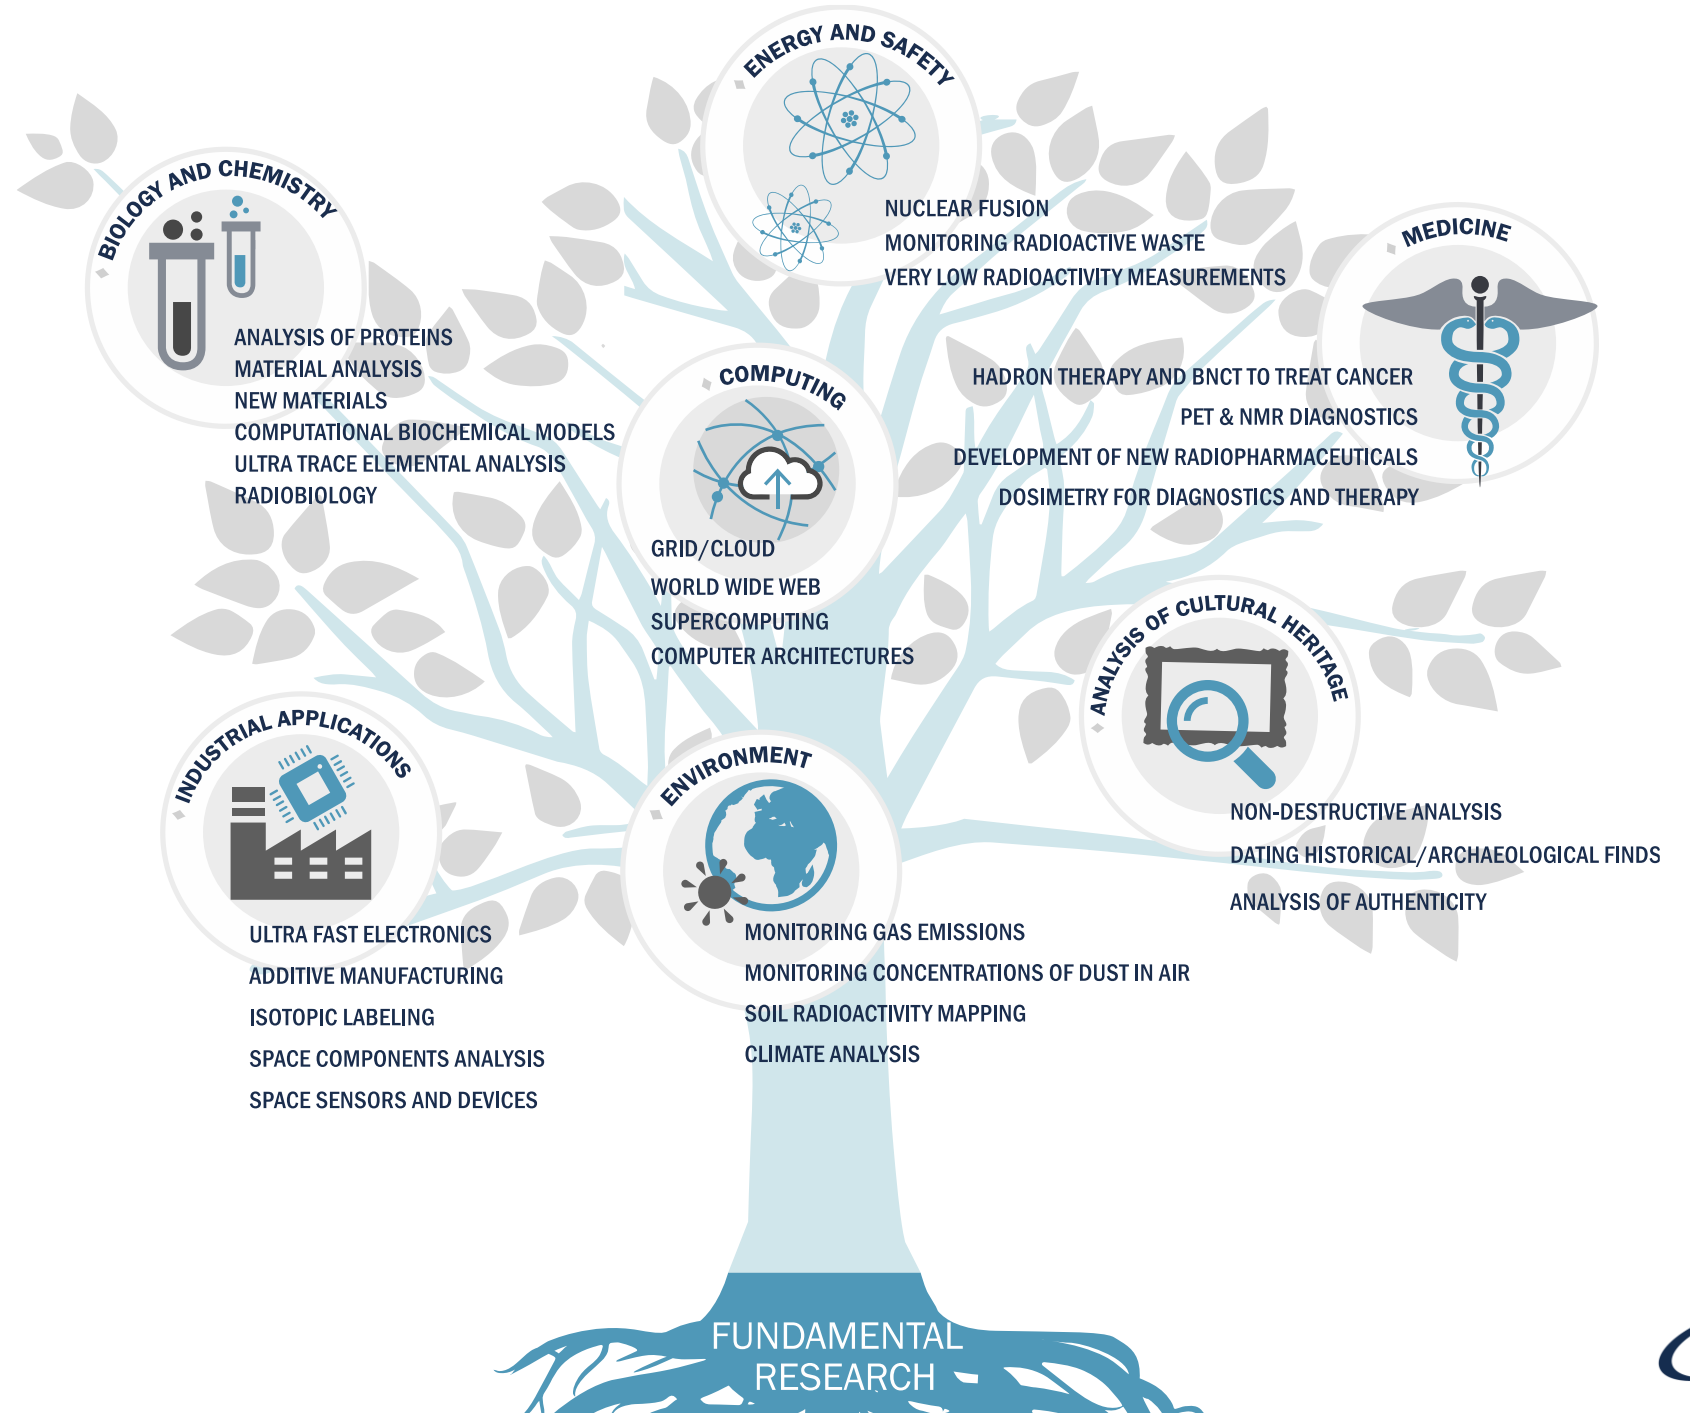 ENERGY AND SAFETY
NUCLEAR FUSION
MONITORING RADIOACTIVE WASTE
VERY LOW RADIOACTIVITY MEASUREMENTS
BIOLOGY AND CHEMISTRY
ANALYSIS OF PROTEINS
MATERIAL ANALYSIS
NEW MATERIALS
COMPUTATIONAL BIOCHEMICAL MODELS
ULTRA TRACE ELEMENTAL ANALYSIS
RADIOBIOLOGY
MEDICINE
HADRON THERAPY AND BNCT TO TREAT CANCER
PET & NMR DIAGNOSTICS
DEVELOPMENT OF NEW RADIOPHARMACEUTICALS
DOSIMETRY FOR DIAGNOSTICS AND THERAPY
COMPUTING
GRID/CLOUD
WORLD WIDE WEB
SUPERCOMPUTING
COMPUTER ARCHITECTURES
ANALYSIS OF CULTURAL HERITAGE
NON-DESTRUCTIVE ANALYSIS
DATING HISTORICAL/ARCHAEOLOGICAL FINDS
ANALYSIS OF AUTHENTICITY
INDUSTRIAL APPLICATIONS
ULTRA FAST ELECTRONICS
ADDITIVE MANUFACTURING
ISOTOPIC LABELING
SPACE COMPONENTS ANALYSIS
SPACE SENSORS AND DEVICES
ENVIRONMENT
MONITORING GAS EMISSIONS
MONITORING CONCENTRATIONS OF DUST IN AIR
SOIL RADIOACTIVITY MAPPING
CLIMATE ANALYSIS
FUNDAMENTAL
RESEARCH